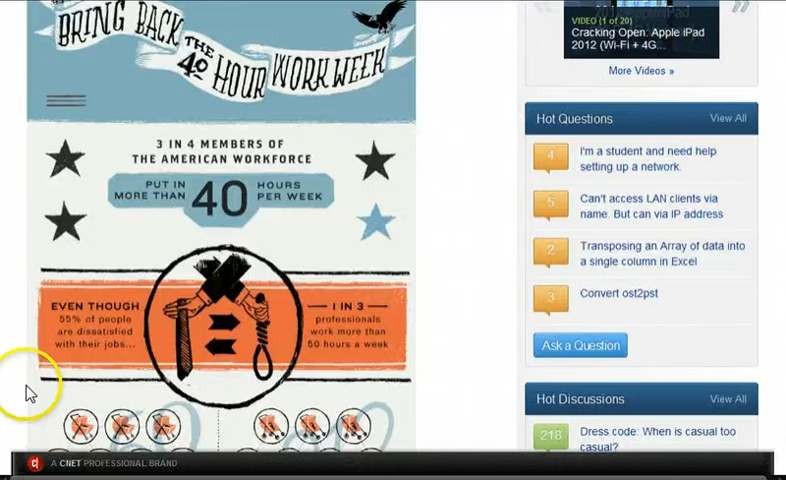 BRING BACK
THE
40
HOUR
WORK WEEK
3 IN 4 MEMBERS OF
THE AMERICAN WORKFORCE
PUT IN
MORE THAN
40
HOURS
PER WEEK
EVEN THOUGH
55% of people
are dissatisfied
with their jobs...
1 IN 3
professionals
work more than
50 hours a week
VIDEO (1 of 20)
Cracking Open: Apple iPad
2012 (Wi-Fi + 4G...
More Videos »
Hot Questions
View All
4
I'm a student and need help
setting up a network.
5
Can't access LAN clients via
name. But can via IP address
2
Transposing an Array of data into
a single column in Excel
3
Convert ost2pst
Ask a Question
Hot Discussions
View All
218
Dress code: When is casual too
casual?
A CNET PROFESSIONAL BRAND